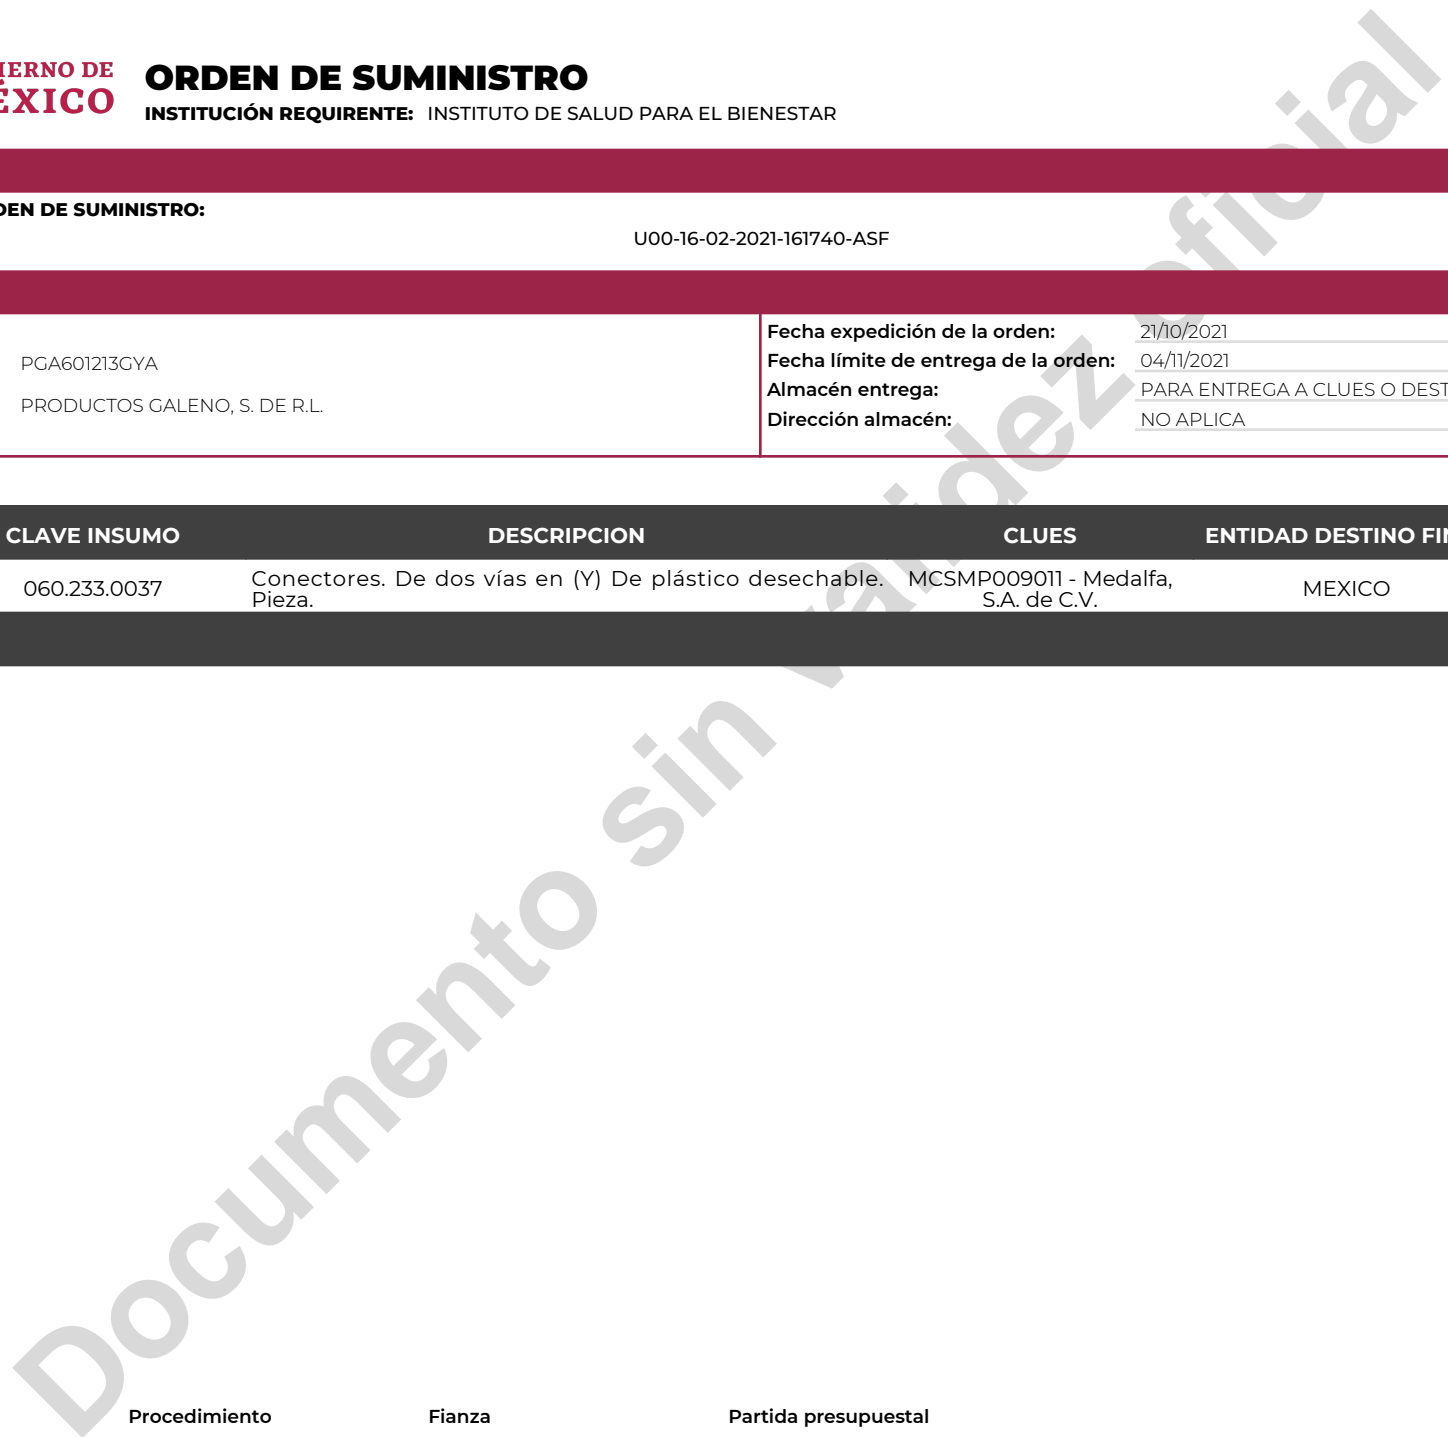 IERNO DE
ÉXICO
ORDEN DE SUMINISTRO
INSTITUCIÓN REQUIRENTE: INSTITUTO DE SALUD PARA EL BIENESTAR
DEN DE SUMINISTRO:
U00-16-02-2021-161740-ASF
PGA601213GYA
PRODUCTOS GALENO, S. DE R.L.
Fecha expedición de la orden: 21/10/2021
Fecha límite de entrega de la orden: 04/11/2021
Almacén entrega: PARA ENTREGA A CLUES O DEST
Dirección almacén: NO APLICA
CLAVE INSUMO DESCRIPCION CLUES ENTIDAD DESTINO FIN
060.233.0037 Conectores. De dos vías en (Y) De plástico desechable. MCSMP009011 - Medalfa, MEXICO
Pieza. S.A. de C.V.
Documento sin validez oficial
Procedimiento Fianza Partida presupuestal